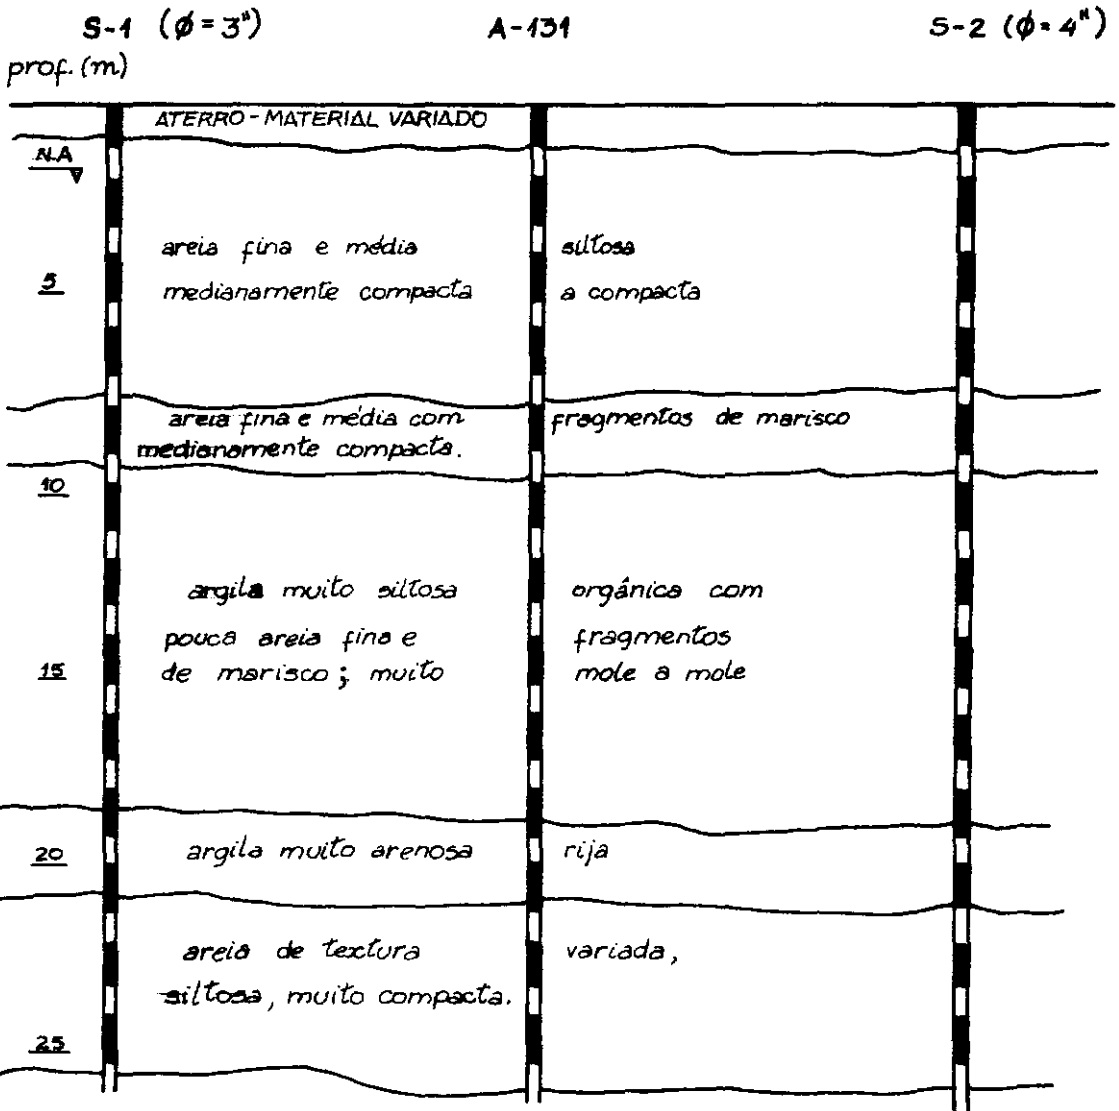 S-1 (ø=3") A-131 S-2 (ø=4")
prof. (m)
ATERRO-MATERIAL VARIADO
N.A
areia fina e média siltosa
5 medianamente compacta a compacta
areia fina e média com fragmentos de marisco
medianamente compacta.
10
argila muito siltosa orgânica com
pouca areia fina e fragmentos
15 de marisco; muito mole a mole
20 argila muito arenosa rija
areia de textura variada,
siltosa, muito compacta.
25